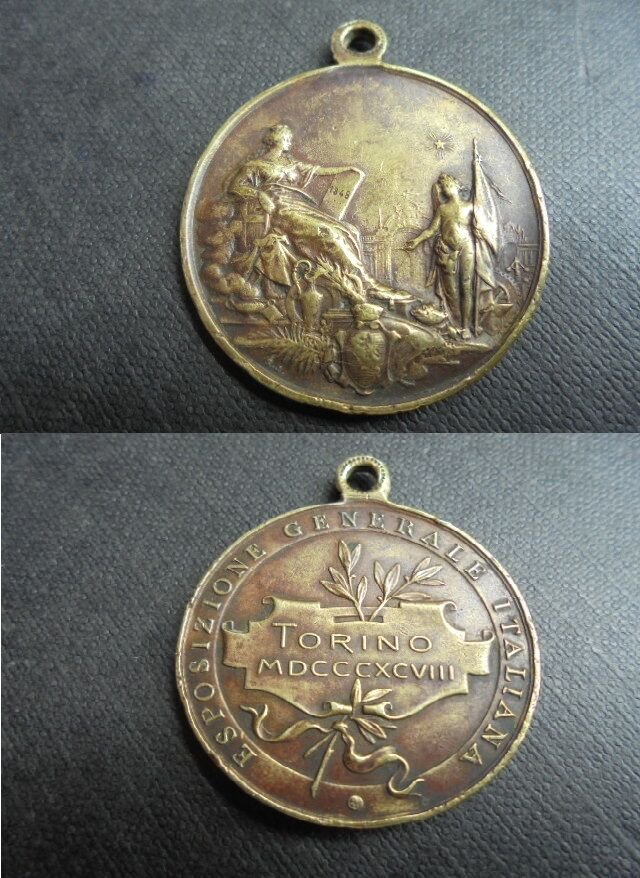 1848
ESPOSIZIONE GENERALE ITALIANA
TORINO
MDCCCXCVIII